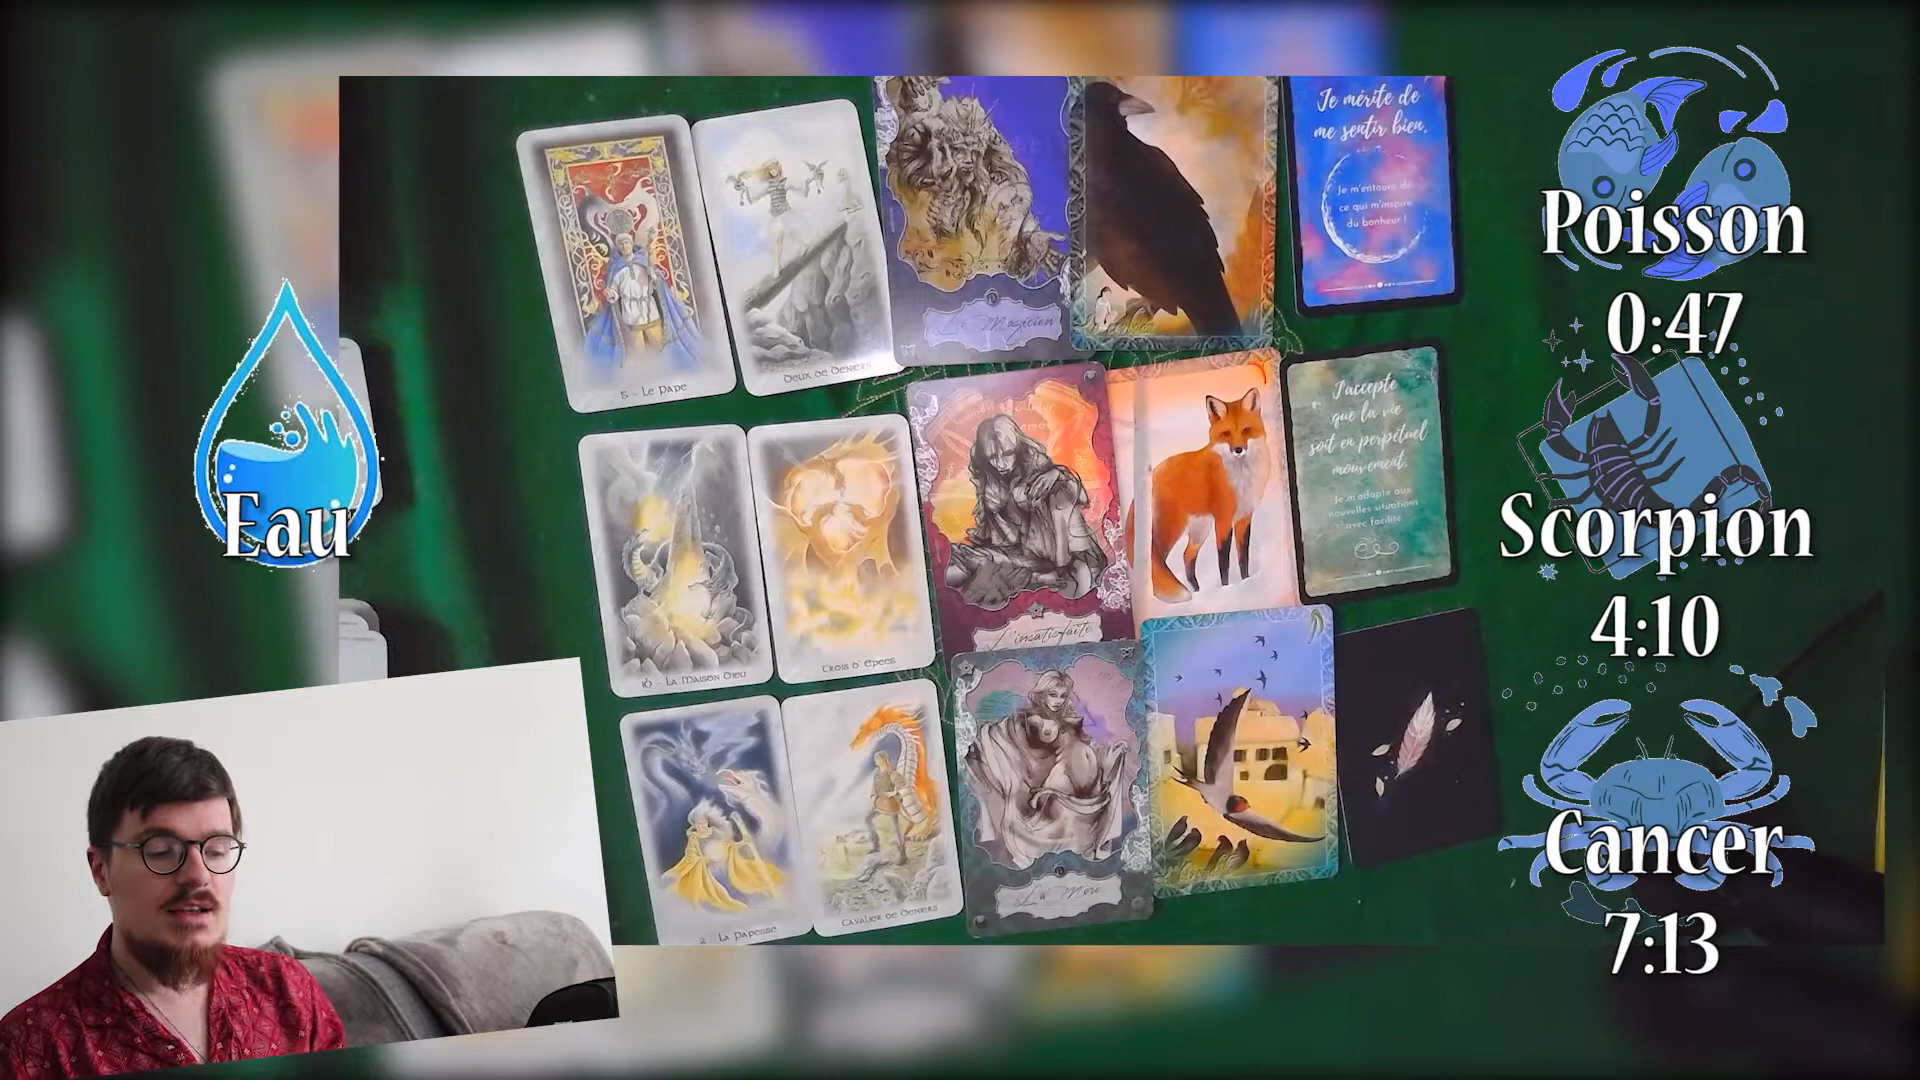 Je mérite de
me sentir bien.
Je m'entoure de
ce qui m'inspire
du bonheur !
Poisson
0:47
5 - Le Pape
Deux de Deniers
Le Magicien
J'accepte
que la vie
soit en perpétuel
mouvement.
Je m'adapte aux
nouvelles situations
avec facilité
Eau
Scorpion
4:10
16 - La Maison Dieu
Trois d'Epees
L'insatisfaite
Cancer
7:13
2 - La Papesse
Cavalier de Deniers
La Mère